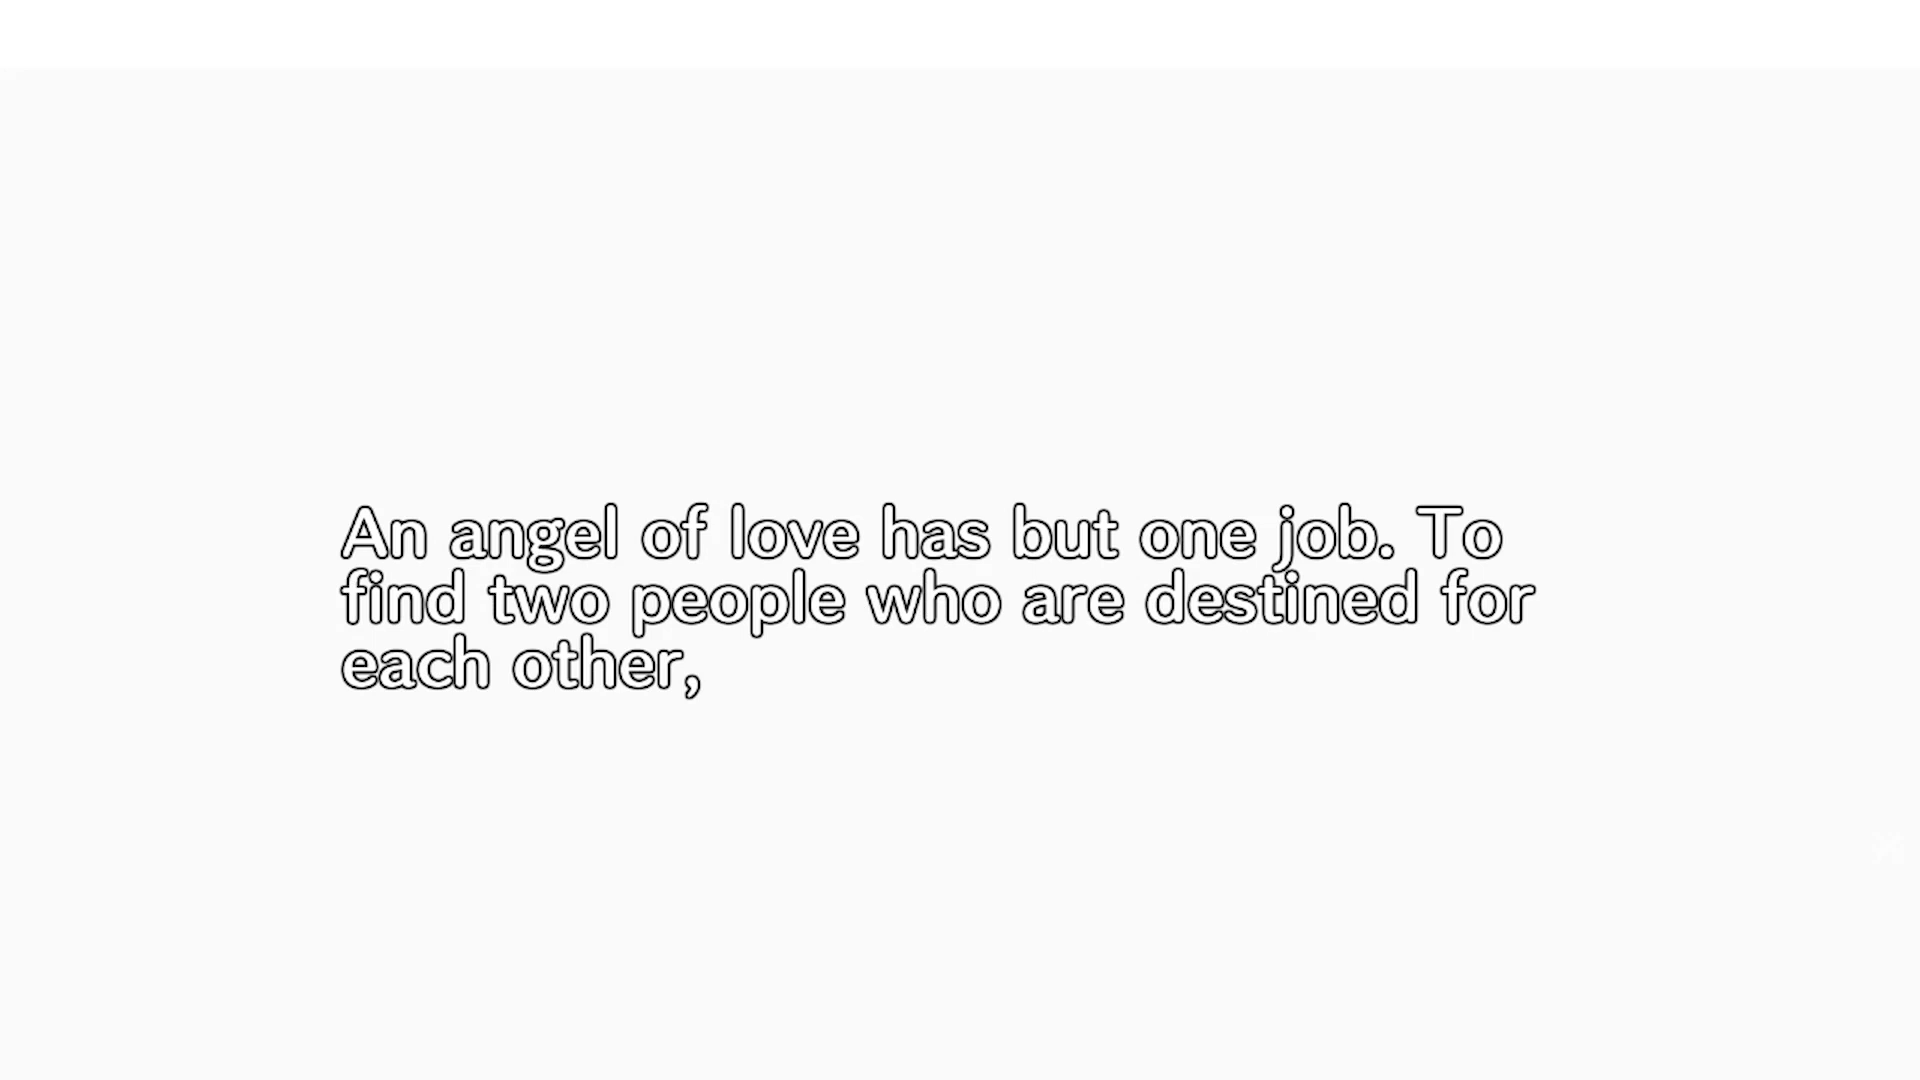 An angel of love has but one job. To
find two people who are destined for
each other,